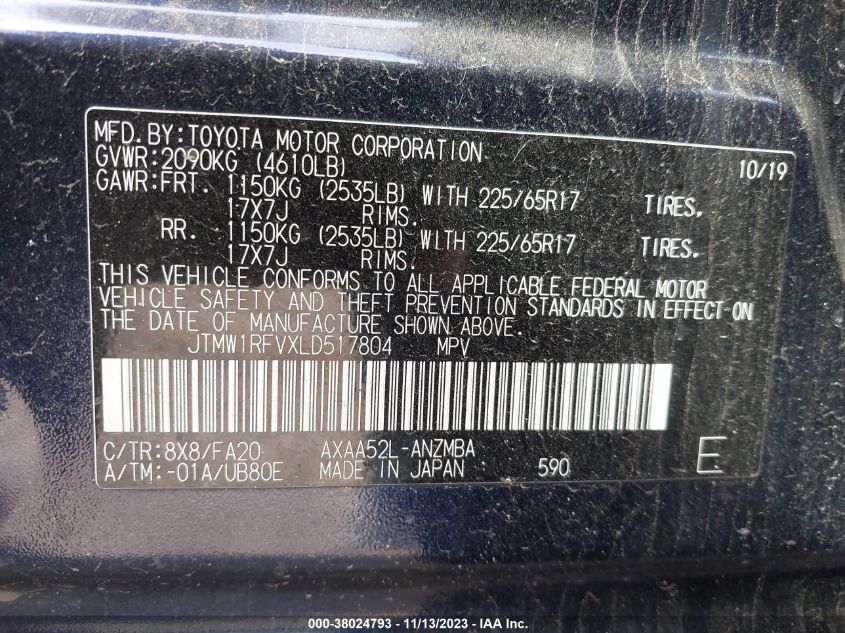 MFD.BY:TOYOTA MOTOR CORPORATION 10/19
GVWR:2090KG (4610LB)
GAWR:FRT. 1150KG (2535LB) WITH 225/65R17 TIRES,
17X7J RIMS.
RR. 1150KG (2535LB) WITH 225/65R17 TIRES,
17X7J RIMS.
THIS VEHICLE CONFORMS TO ALL APPLICABLE FEDERAL MOTOR
VEHICLE SAFETY AND THEFT PREVENTION STANDARDS IN EFFECT ON
THE DATE OF MANUFACTURE SHOWN ABOVE.
JTMW1RFVXLD517804 MPV
C/TR:8X8/FA20 AXAA52L-ANZMBA
A/TM:-01A/UB80E MADE IN JAPAN 590 E
000-38024793 - 11/13/2023 - IAA Inc.